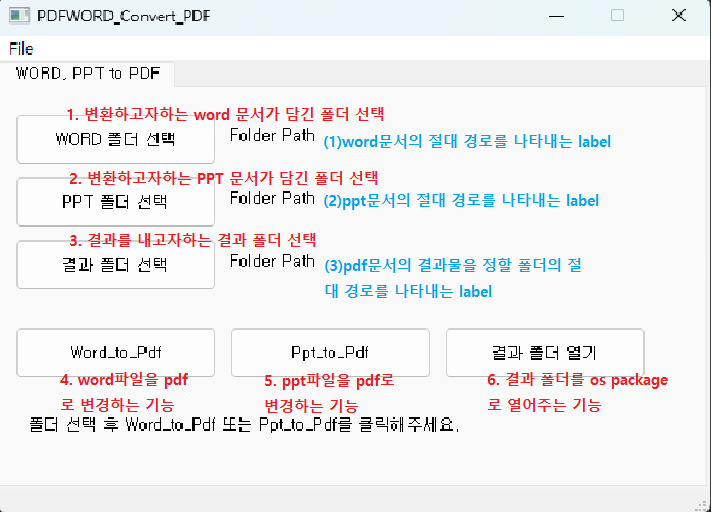 PDFWORD_Convert_PDF
File
WORD, PPT to PDF
1. 변환하고자하는 word 문서가 담긴 폴더 선택
WORD 폴더 선택
Folder Path
(1)word문서의 절대 경로를 나타내는 label
2. 변환하고자하는 PPT 문서가 담긴 폴더 선택
PPT 폴더 선택
Folder Path
(2)ppt문서의 절대 경로를 나타내는 label
3. 결과를 내고자하는 결과 폴더 선택
결과 폴더 선택
Folder Path
(3)pdf문서의 결과물을 정할 폴더의 절
대 경로를 나타내는 label
Word_to_Pdf
Ppt_to_Pdf
결과 폴더 열기
4. word파일을 pdf
로 변경하는 기능
5. ppt파일을 pdf로
변경하는 기능
6. 결과 폴더를 os package
로 열어주는 기능
폴더 선택 후 Word_to_Pdf 또는 Ppt_to_Pdf를 클릭해주세요.